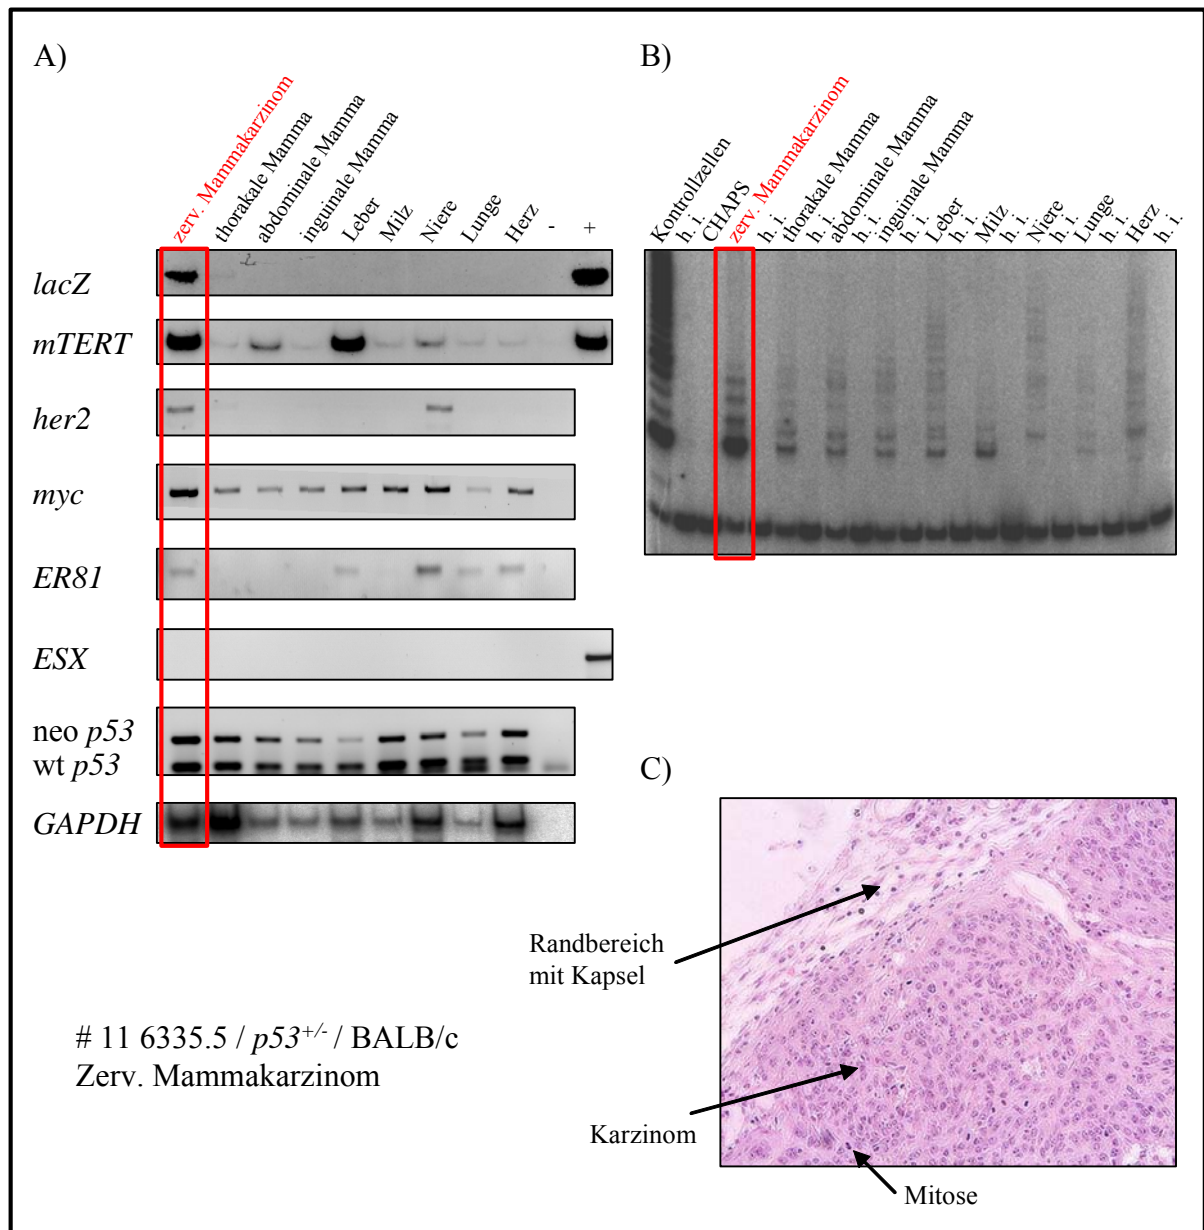 A)
zerv. Mammakarzinom
thorakale Mamma
abdominale Mamma
inguinale Mamma
Leber
Milz
Niere
Lunge
Herz
-
+
lacZ
mTERT
her2
myc
ER81
ESX
neo p53
wt p53
GAPDH
B)
Kontrollzellen
h. i.
CHAPS
zerv. Mammakarzinom
h. i.
thorakale Mamma
h. i.
abdominale Mamma
h. i.
inguinale Mamma
h. i.
Leber
h. i.
Milz
h. i.
Niere
h. i.
Lunge
h. i.
Herz
h. i.
C)
Randbereich
mit Kapsel
Karzinom
Mitose
# 11 6335.5 / p53+/- / BALB/c
Zerv. Mammakarzinom